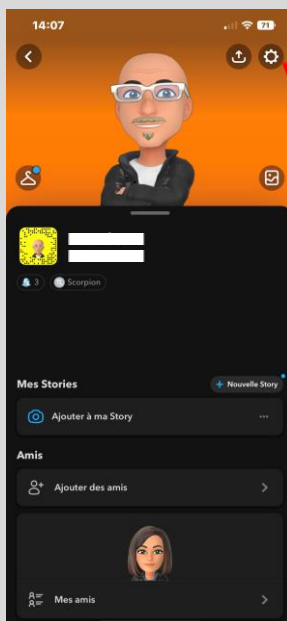 14:07
71
3
Scorpion
Mes Stories
+ Nouvelle Story
Ajouter à ma Story
...
Amis
Ajouter des amis
Mes amis